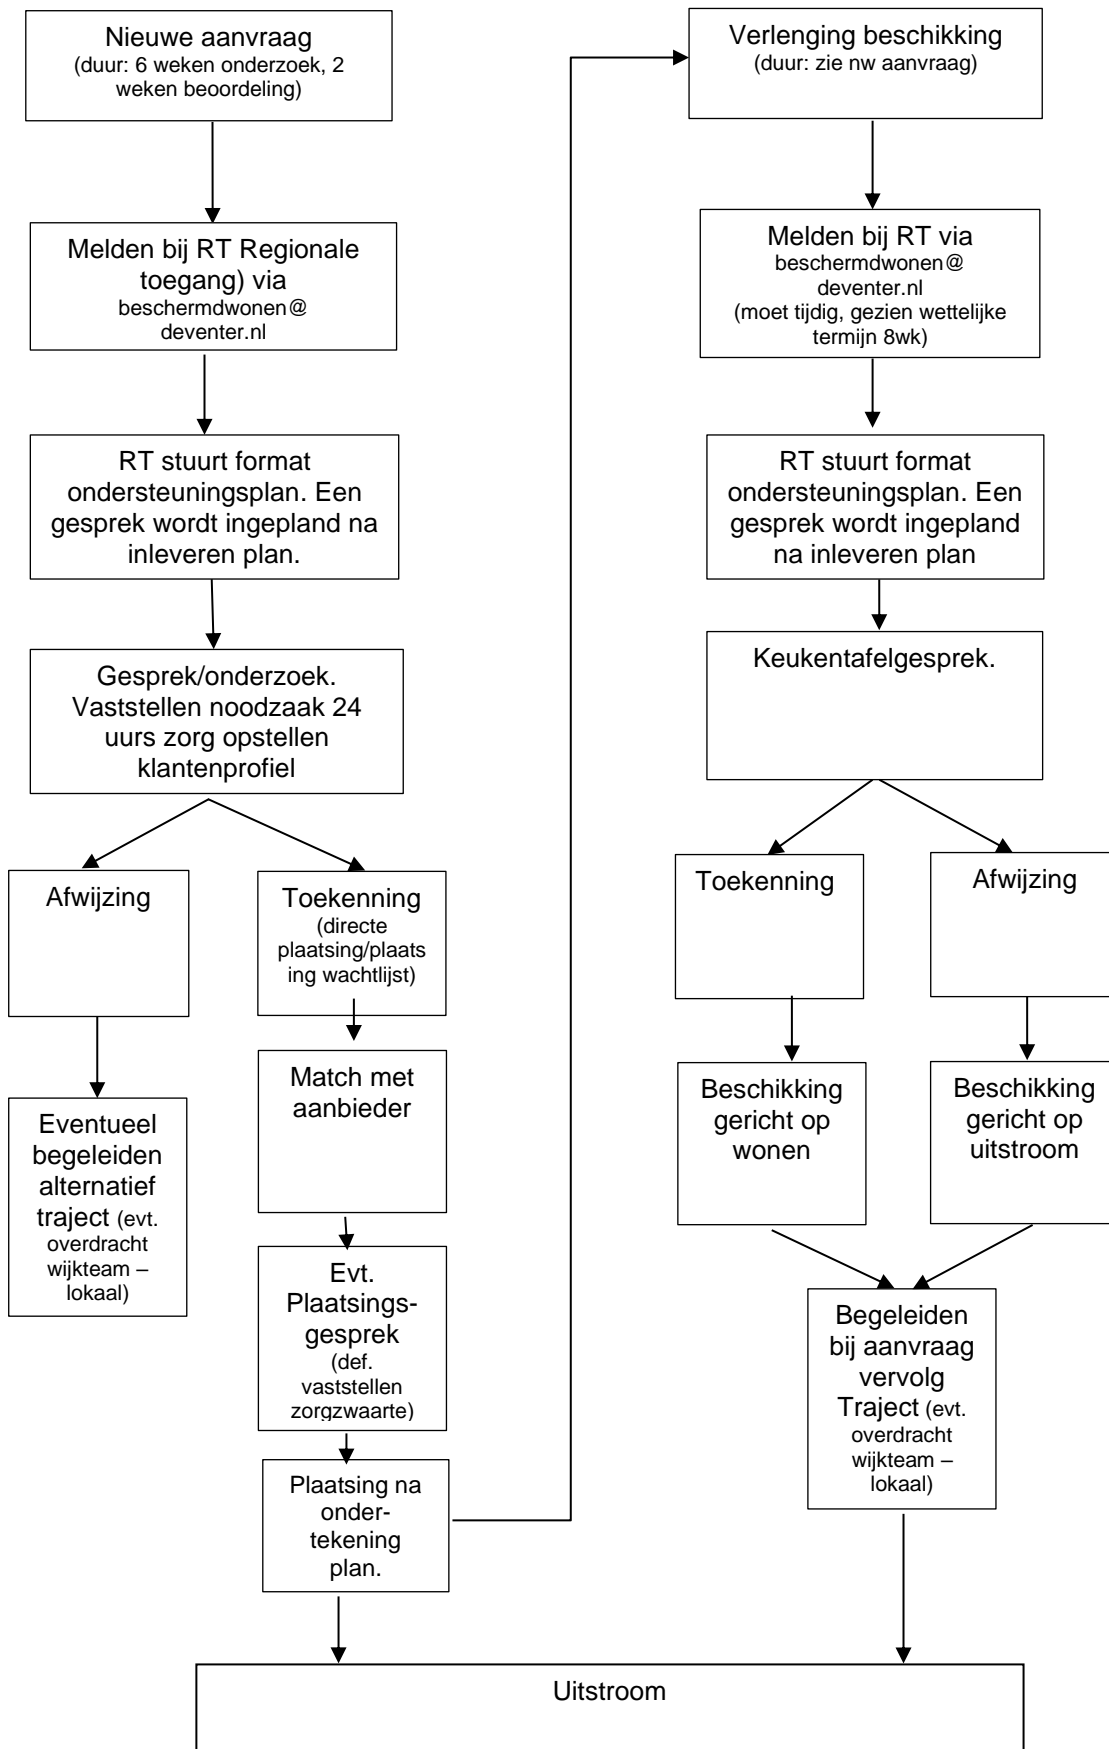 Nieuwe aanvraag
(duur: 6 weken onderzoek, 2
weken beoordeling)
Melden bij RT Regionale
toegang) via
beschermdwonen@
deventer.nl
RT stuurt format
ondersteuningsplan. Een
gesprek wordt ingepland na
inleveren plan.
Gesprek/onderzoek.
Vaststellen noodzaak 24
uurs zorg opstellen
klantenprofiel
Afwijzing
Toekenning
(directe
plaatsing/plaats
ing wachtlijst)
Eventueel
begeleiden
alternatief
traject (evt.
overdracht
wijkteam –
lokaal)
Match met
aanbieder
Evt.
Plaatsings-
gesprek
(def.
vaststellen
zorgzwaarte)
Plaatsing na
onder-
tekening
plan.
Verlenging beschikking
(duur: zie nw aanvraag)
Melden bij RT via
beschermdwonen@
deventer.nl
(moet tijdig, gezien wettelijke
termijn 8wk)
RT stuurt format
ondersteuningsplan. Een
gesprek wordt ingepland
na inleveren plan
Keukentafelgesprek.
Toekenning
Afwijzing
Beschikking
gericht op
wonen
Beschikking
gericht op
uitstroom
Begeleiden
bij aanvraag
vervolg
Traject (evt.
overdracht
wijkteam –
lokaal)
Uitstroom